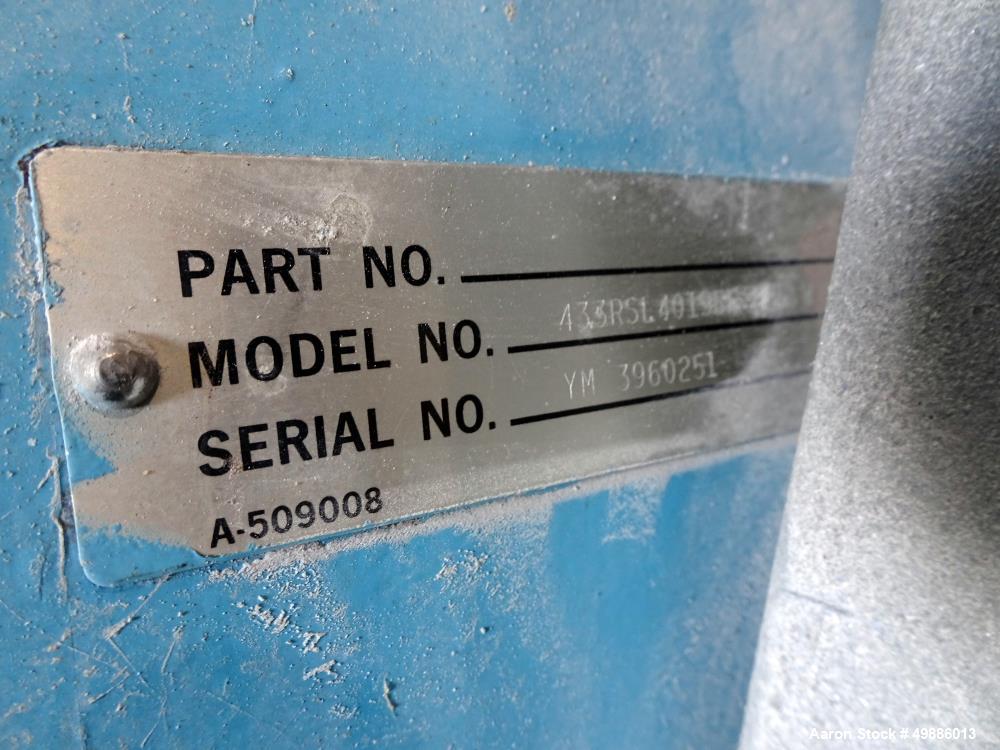 PART NO.
MODEL NO.
SERIAL NO. YM 3960251
A-509008
Aaron Stock # 49886013